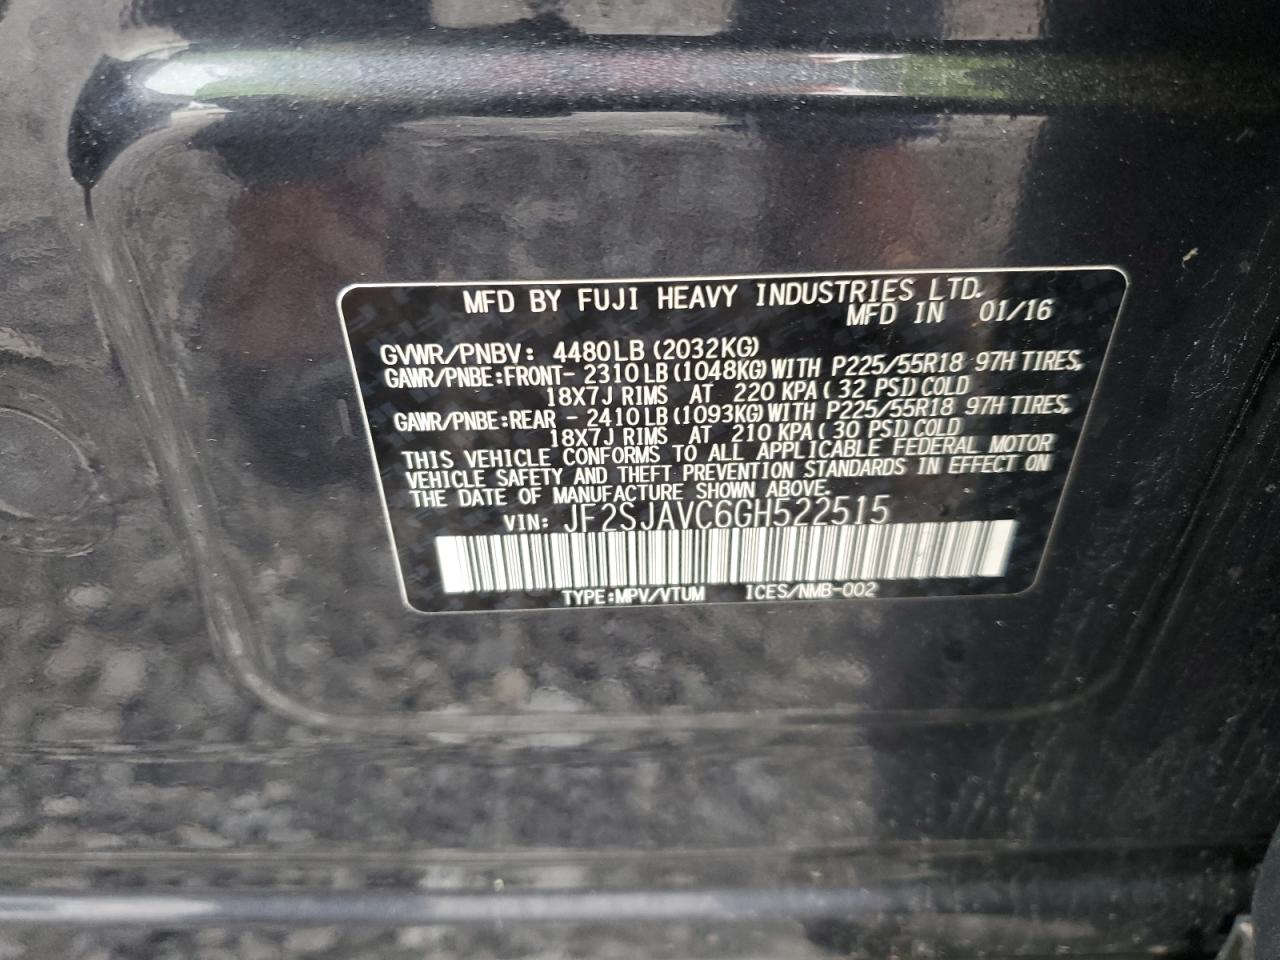 MFD BY FUJI HEAVY INDUSTRIES LTD.
MFD IN 01/16
GVWR/PNBV: 4480LB (2032KG)
GAWR/PNBE:FRONT- 2310LB (1048KG) WITH P225/55R18 97H TIRES,
18X7J RIMS AT 220 KPA ( 32 PSI) COLD
GAWR/PNBE:REAR - 2410LB (1093KG) WITH P225/55R18 97H TIRES,
18X7J RIMS AT 210 KPA ( 30 PSI) COLD
THIS VEHICLE CONFORMS TO ALL APPLICABLE FEDERAL MOTOR
VEHICLE SAFETY AND THEFT PREVENTION STANDARDS IN EFFECT ON
THE DATE OF MANUFACTURE SHOWN ABOVE.
VIN: JF2SJAVC6GH522515
TYPE:MPV/VTUM ICES/NMB-002